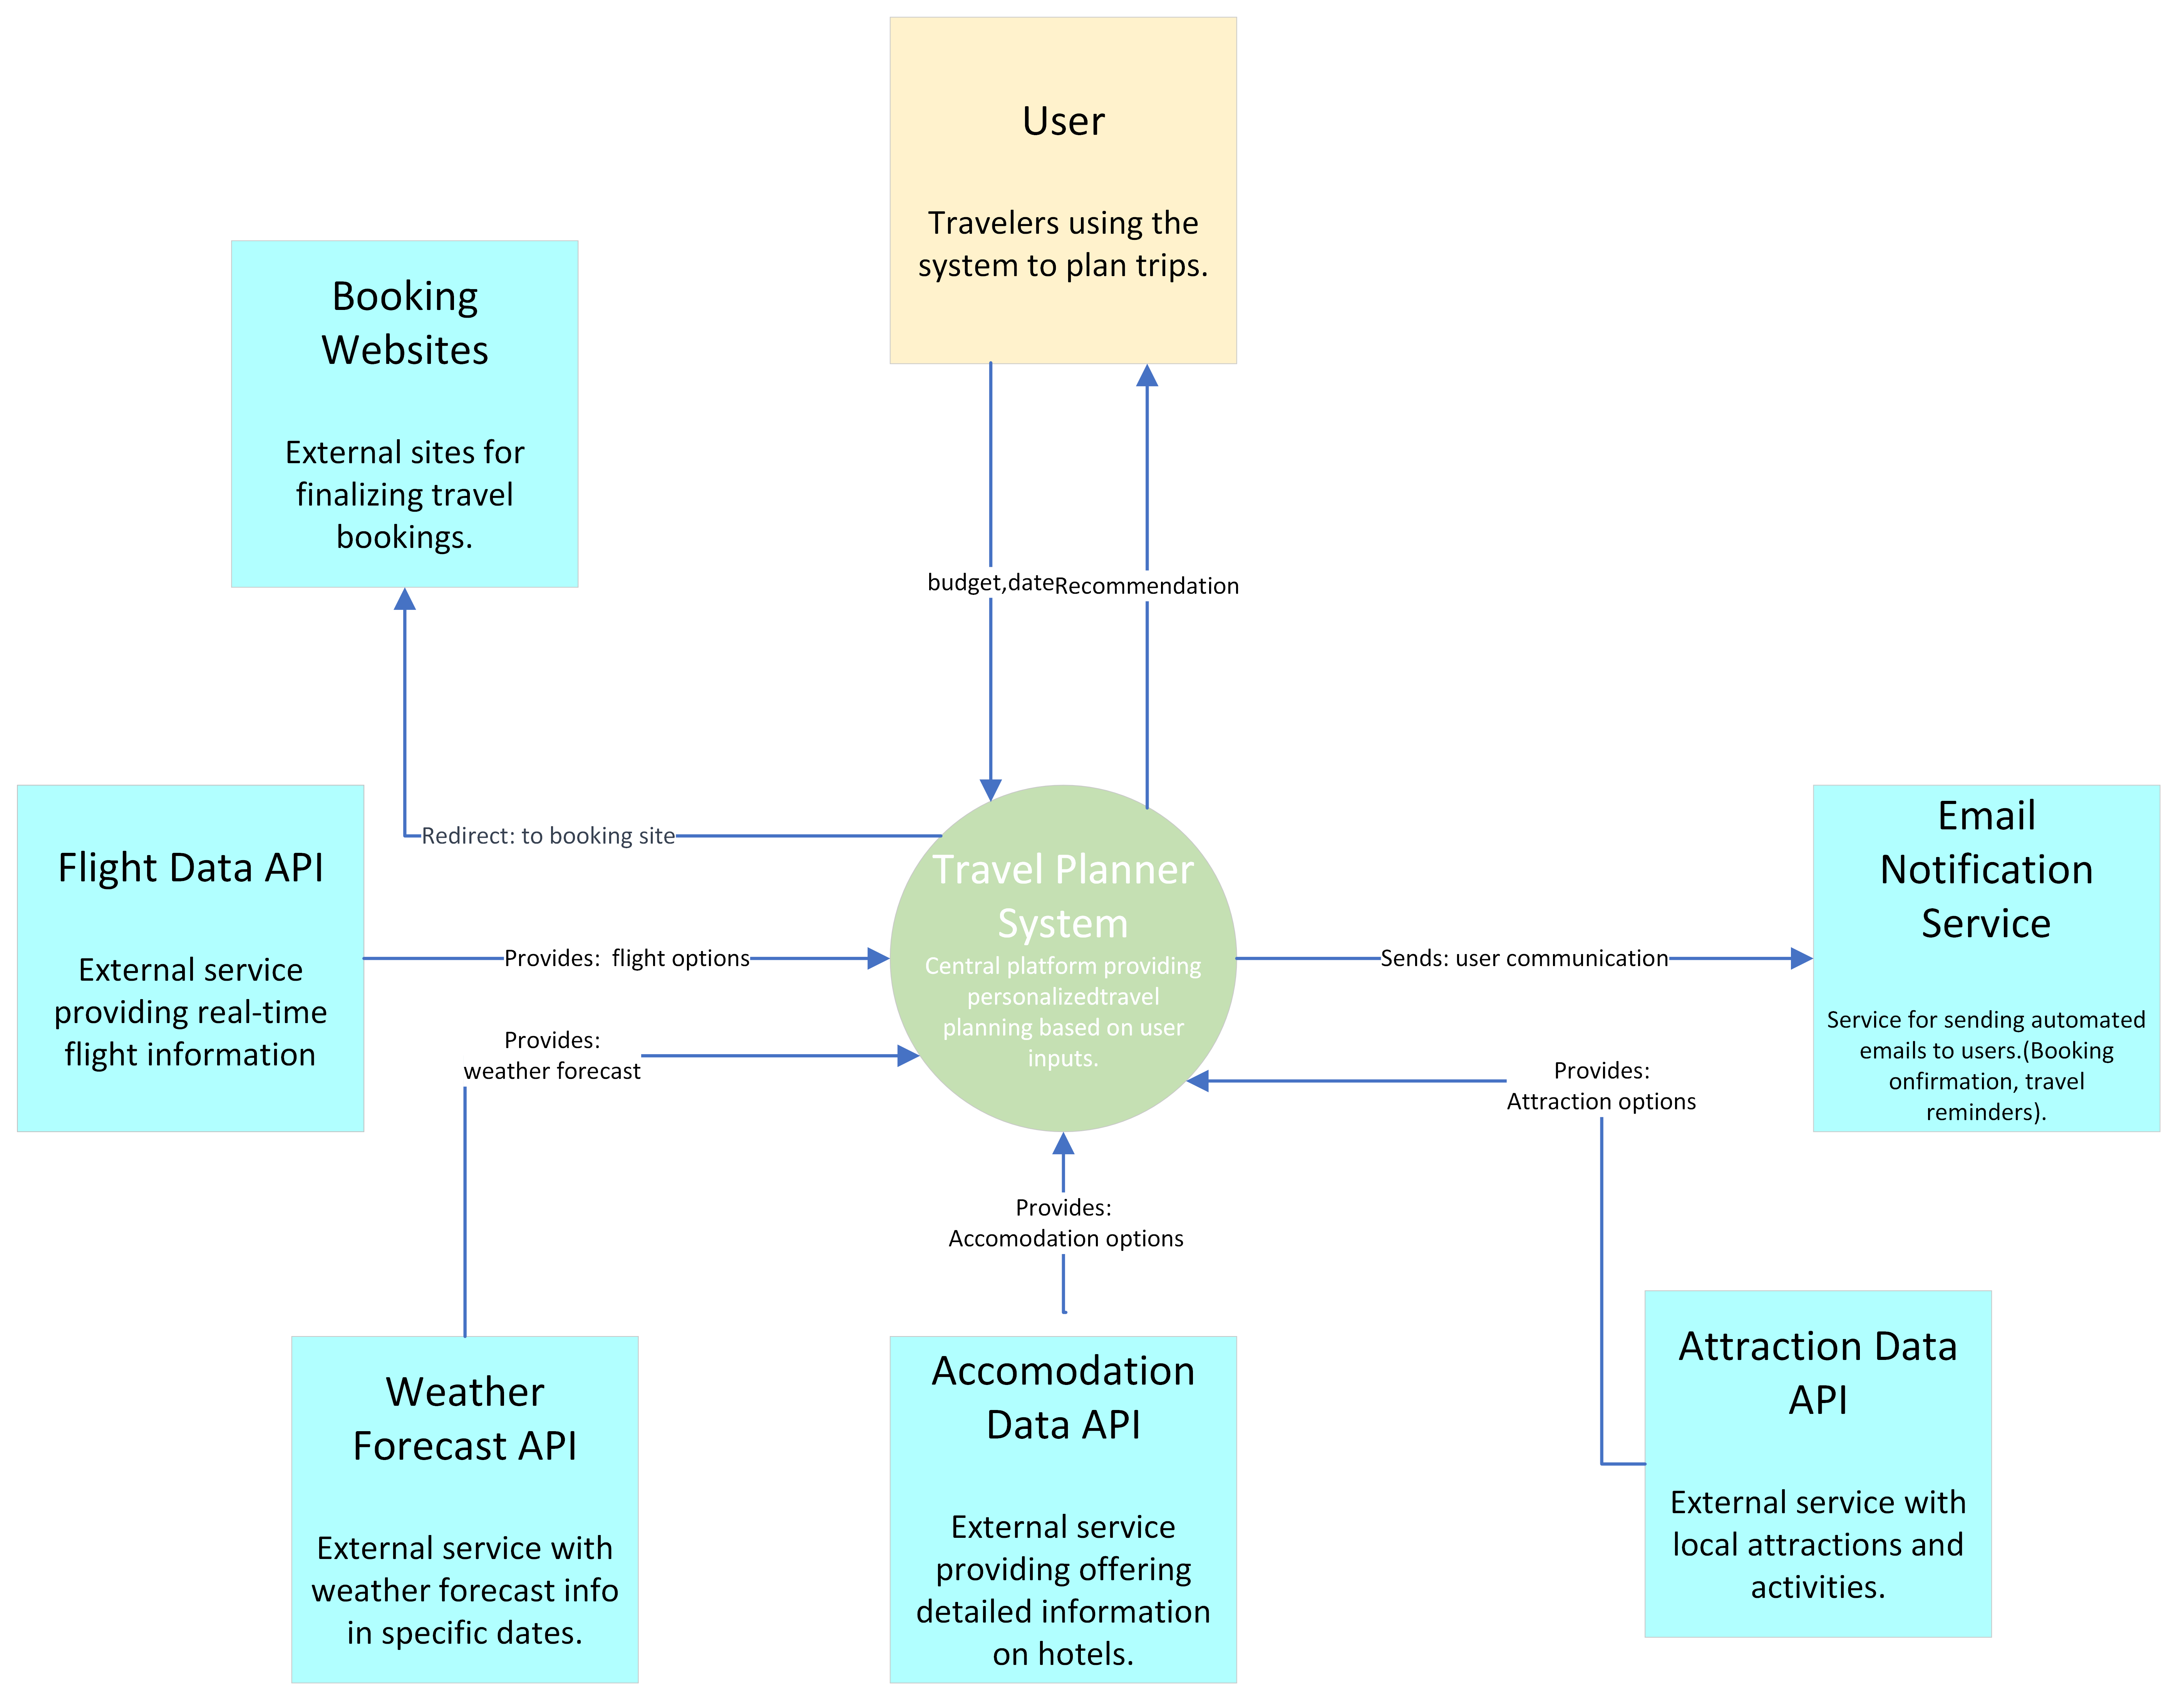 User
Travelers using the
system to plan trips.
Booking
Websites
External sites for
finalizing travel
bookings.
budget,date
Recommendation
Redirect: to booking site
Flight Data API
External service
providing real-time
flight information
Provides:  flight options
Travel Planner
System
Central platform providing
personalizedtravel
planning based on user
inputs.
Sends: user communication
Email
Notification
Service
Service for sending automated
emails to users.(Booking
onfirmation, travel
reminders).
Provides:
weather forecast
Provides:
Attraction options
Provides:
Accomodation options
Weather
Forecast API
External service with
weather forecast info
in specific dates.
Accomodation
Data API
External service
providing offering
detailed information
on hotels.
Attraction Data
API
External service with
local attractions and
activities.